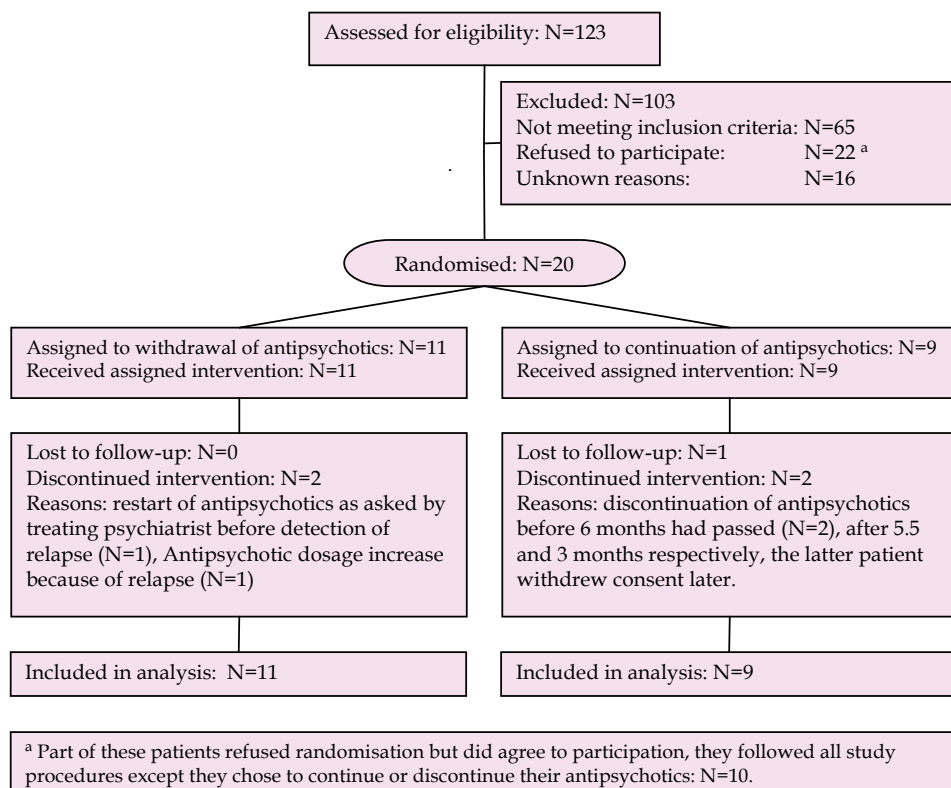 Assessed for eligibility: N=123
Excluded: N=103
Not meeting inclusion criteria: N=65
Refused to participate: N=22 ᵃ
Unknown reasons: N=16
Randomised: N=20
Assigned to withdrawal of antipsychotics: N=11
Received assigned intervention: N=11
Assigned to continuation of antipsychotics: N=9
Received assigned intervention: N=9
Lost to follow-up: N=0
Discontinued intervention: N=2
Reasons: restart of antipsychotics as asked by
treating psychiatrist before detection of
relapse (N=1), Antipsychotic dosage increase
because of relapse (N=1)
Lost to follow-up: N=1
Discontinued intervention: N=2
Reasons: discontinuation of antipsychotics
before 6 months had passed (N=2), after 5.5
and 3 months respectively, the latter patient
withdrew consent later.
Included in analysis: N=11
Included in analysis: N=9
ᵃ Part of these patients refused randomisation but did agree to participation, they followed all study
procedures except they chose to continue or discontinue their antipsychotics: N=10.